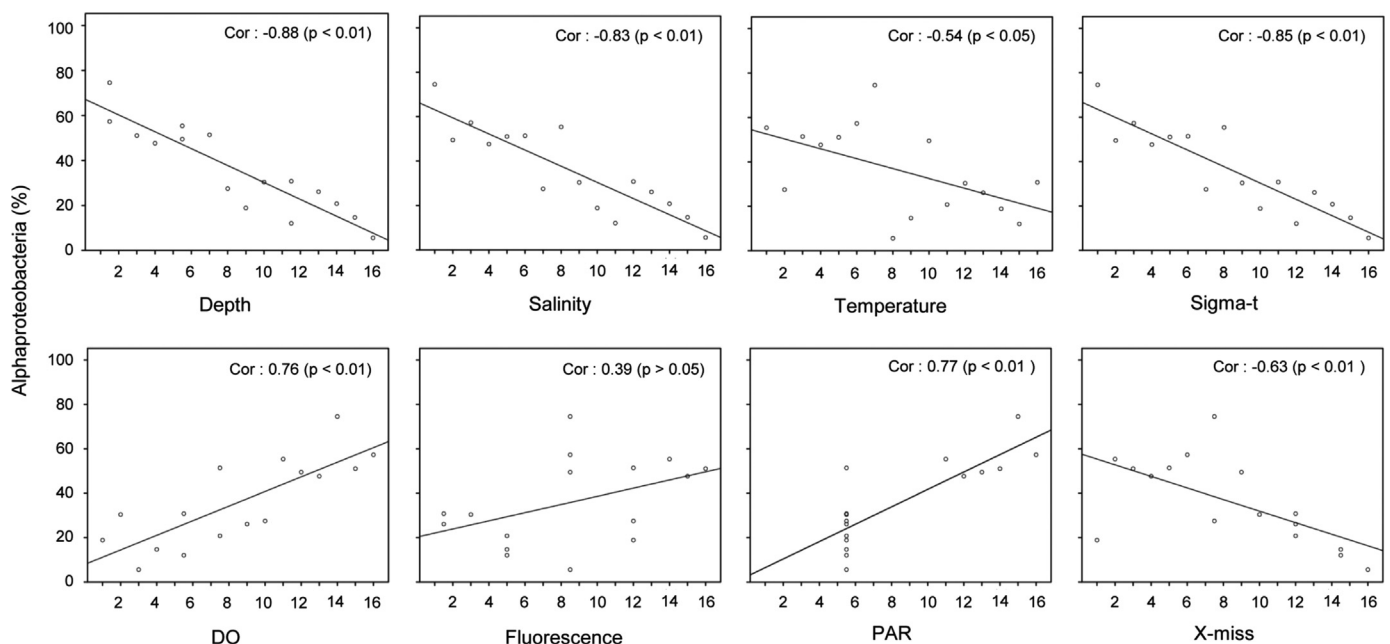 Cor : -0.88 (p < 0.01)
Cor : -0.83 (p < 0.01)
Cor : -0.54 (p < 0.05)
Cor : -0.85 (p < 0.01)
100
80
60
40
20
0
2 4 6 8 10 12 14 16
2 4 6 8 10 12 14 16
2 4 6 8 10 12 14 16
2 4 6 8 10 12 14 16
Depth
Salinity
Temperature
Sigma-t
Alphaproteobacteria (%)
Cor : 0.76 (p < 0.01)
Cor : 0.39 (p > 0.05)
Cor : 0.77 (p < 0.01 )
Cor : -0.63 (p < 0.01 )
100
80
60
40
20
0
2 4 6 8 10 12 14 16
2 4 6 8 10 12 14 16
2 4 6 8 10 12 14 16
2 4 6 8 10 12 14 16
DO
Fluorescence
PAR
X-miss